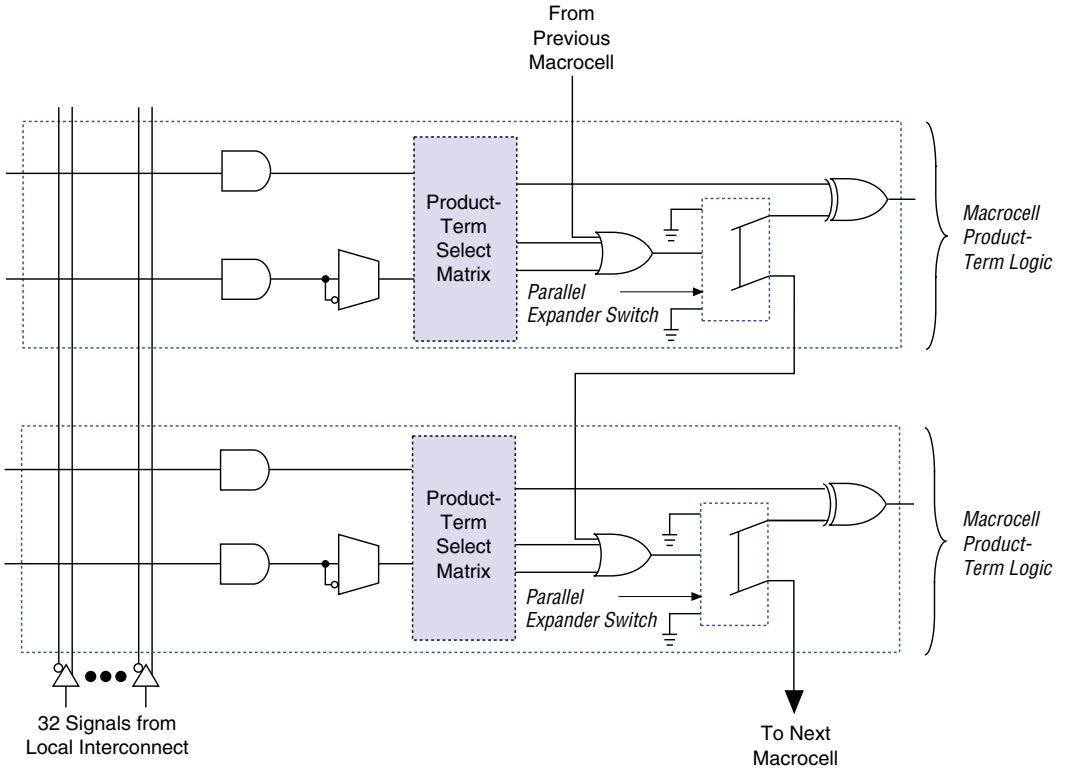 From
Previous
Macrocell
Product-
Term
Select
Matrix
Macrocell
Product-
Term Logic
Parallel
Expander Switch
Product-
Term
Select
Matrix
Macrocell
Product-
Term Logic
Parallel
Expander Switch
32 Signals from
Local Interconnect
To Next
Macrocell